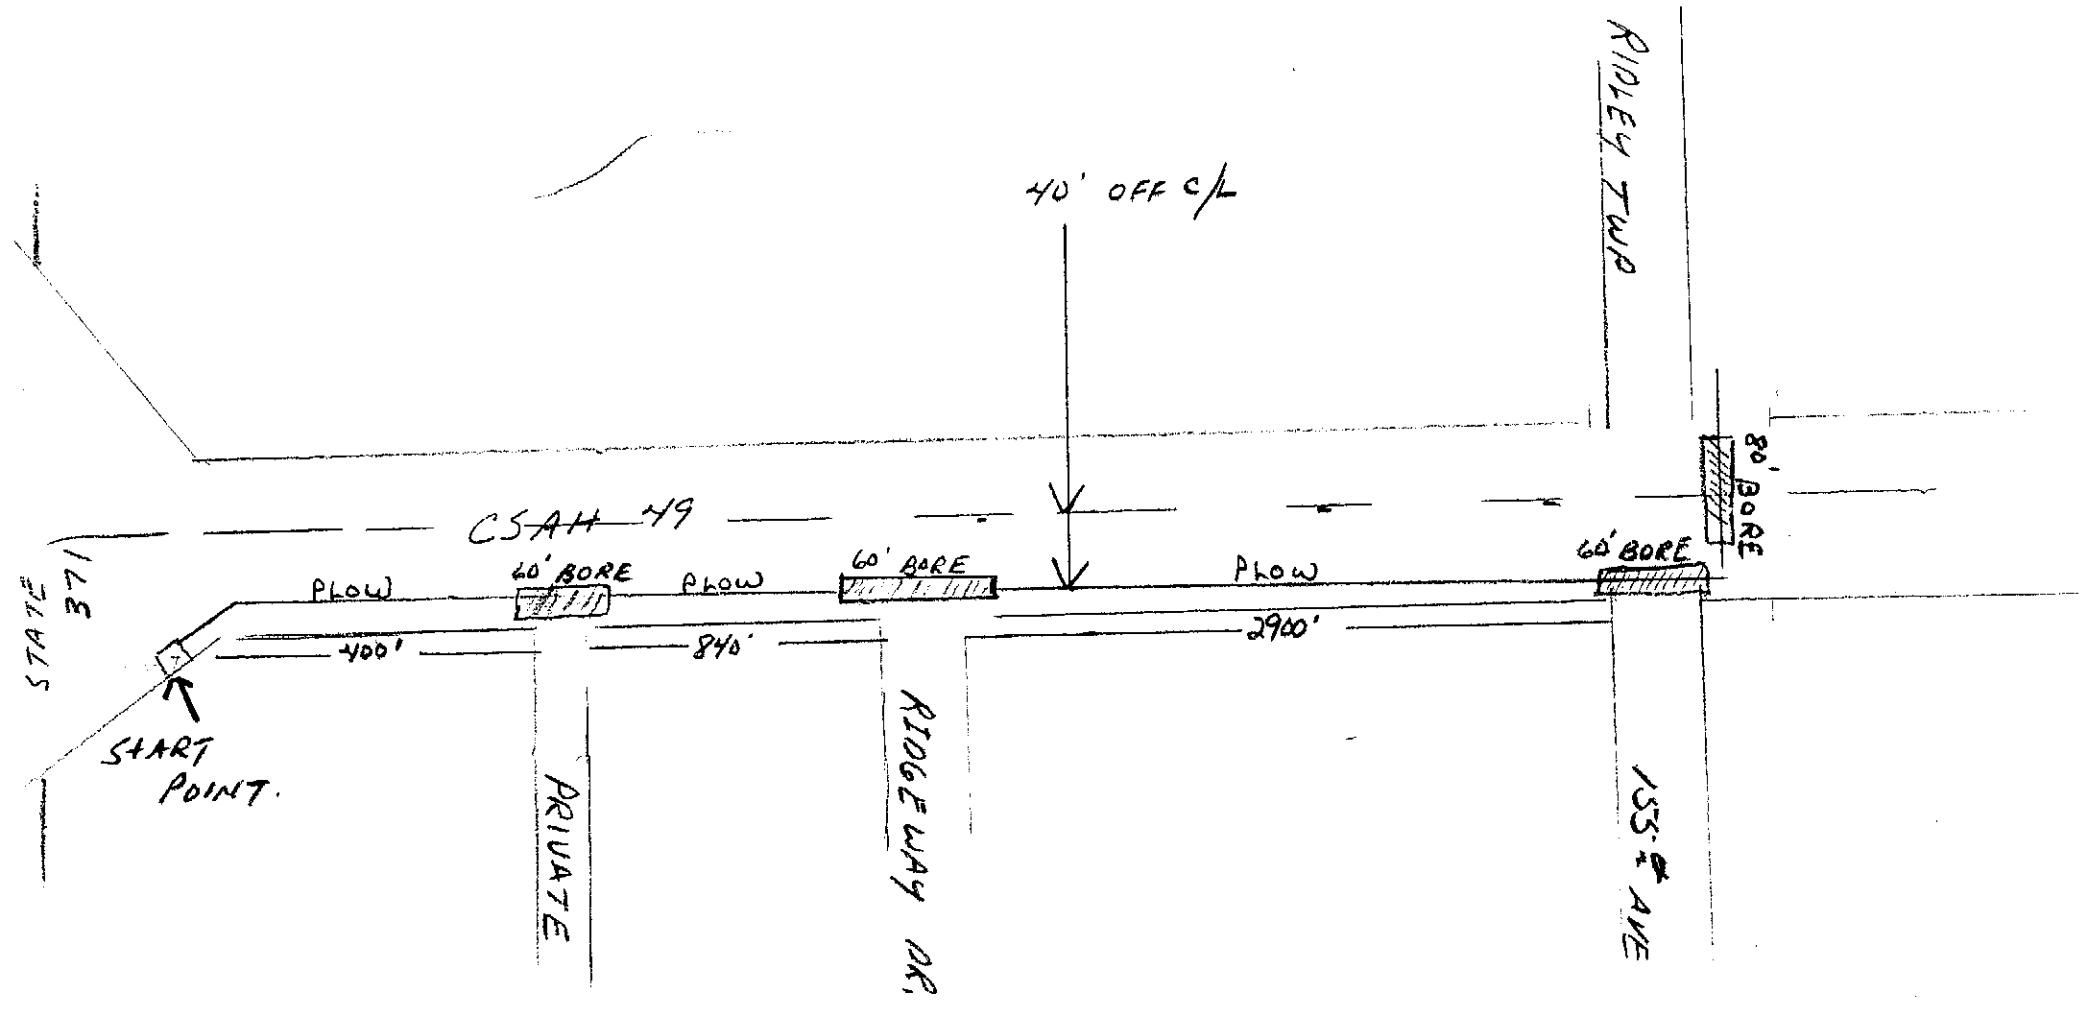 RIDLEY TWP
40' OFF C/L
80' BORE
CSAH 49
60' BORE
60' BORE
60' BORE
PLOW
PLOW
PLOW
STATE
371
400'
840'
2900'
START
POINT.
PRIVATE
RIDGEWAY DR.
155th AVE